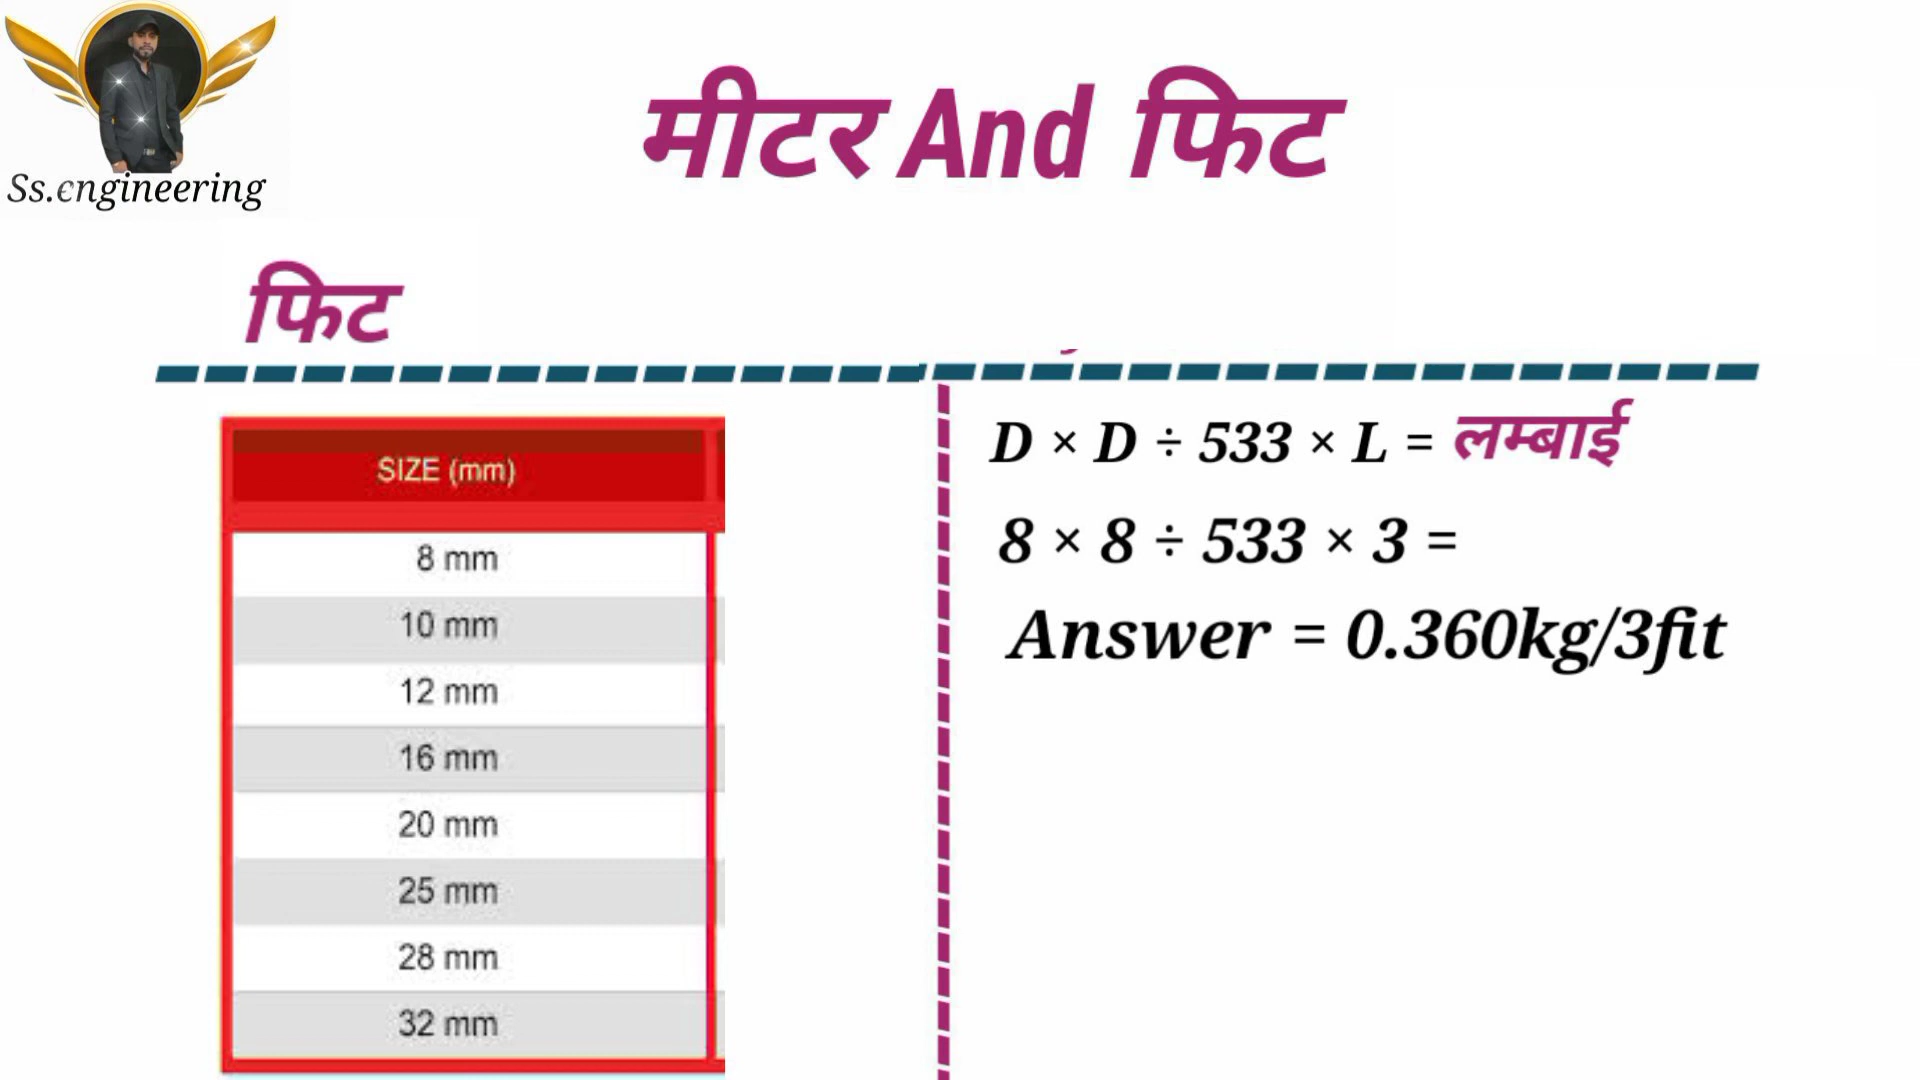 Ss.engineering
मीटर And फिट
फिट
SIZE (mm)
8 mm
10 mm
12 mm
16 mm
20 mm
25 mm
28 mm
32 mm
D × D ÷ 533 × L = लम्बाई
8 × 8 ÷ 533 × 3 =
Answer = 0.360kg/3fit